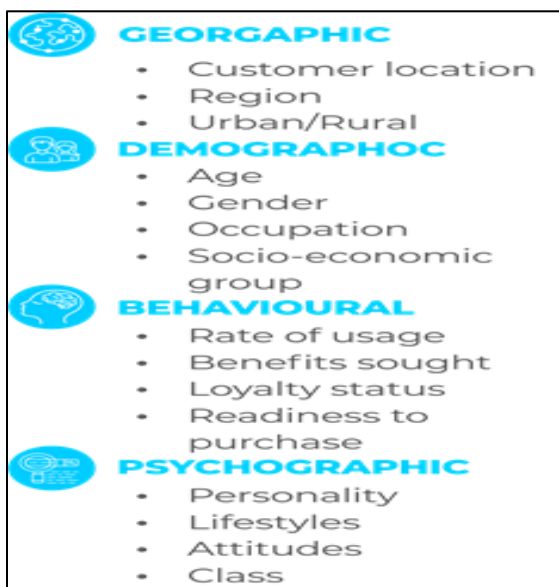 GEORGAPHIC
• Customer location
• Region
• Urban/Rural
DEMOGRAPHOC
• Age
• Gender
• Occupation
• Socio-economic
group
BEHAVIOURAL
• Rate of usage
• Benefits sought
• Loyalty status
• Readiness to
purchase
PSYCHOGRAPHIC
• Personality
• Lifestyles
• Attitudes
• Class